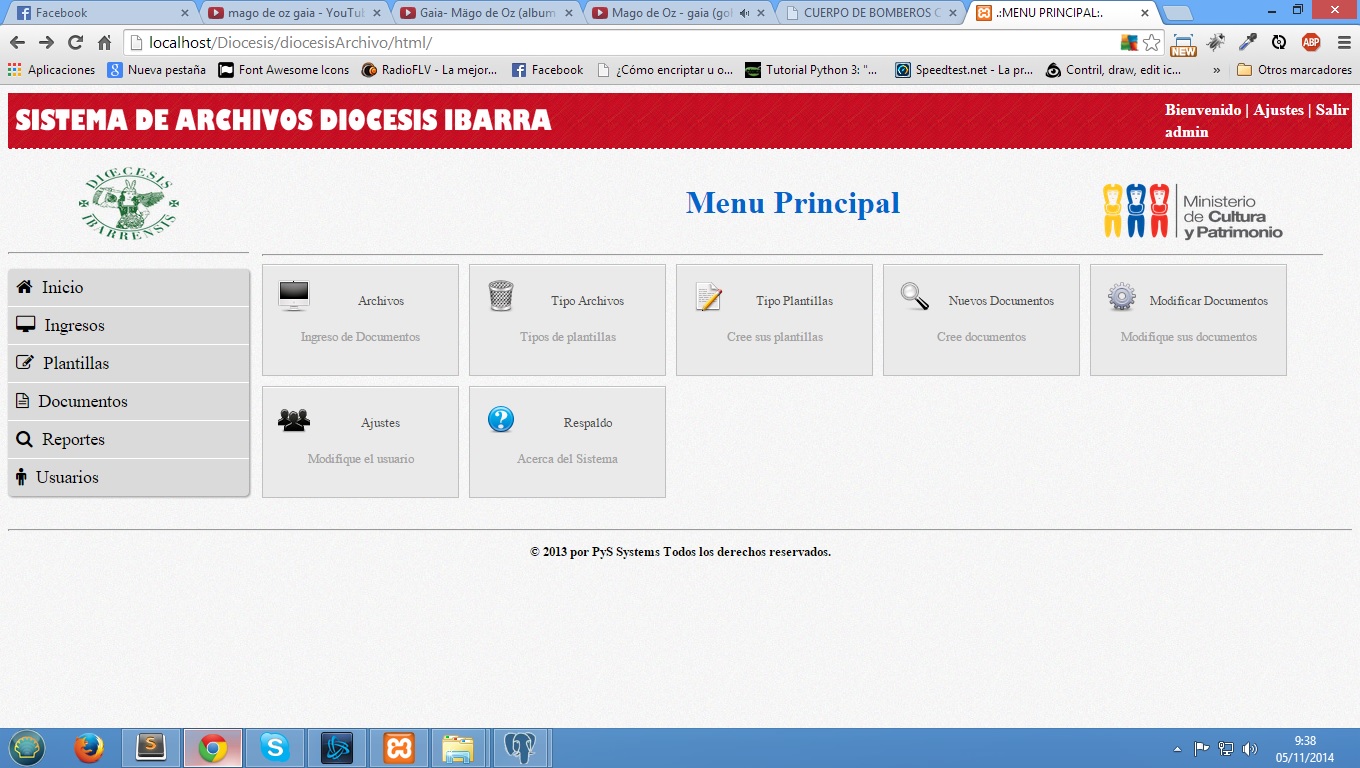 Facebook
mago de oz gaia - YouTu
Gaia- Mägo de Oz (album
Mago de Oz - gaia (gol
CUERPO DE BOMBEROS C
.:MENU PRINCIPAL:.
localhost/Diocesis/diocesisArchivo/html/
NEW
ABP
Aplicaciones
Nueva pestaña
Font Awesome Icons
RadioFLV - La mejor...
Facebook
¿Cómo encriptar u o...
Tutorial Python 3: "...
Speedtest.net - La pr...
Contril, draw, edit ic...
»
Otros marcadores
SISTEMA DE ARCHIVOS DIOCESIS IBARRA
Bienvenido | Ajustes | Salir
admin
DIŒCESIS
IBARRENSIS
Menu Principal
Ministerio
de Cultura
y Patrimonio
Inicio
Ingresos
Plantillas
Documentos
Reportes
Usuarios
Archivos
Ingreso de Documentos
Tipo Archivos
Tipos de plantillas
Tipo Plantillas
Cree sus plantillas
Nuevos Documentos
Cree documentos
Modificar Documentos
Modifique sus documentos
Ajustes
Modifique el usuario
Respaldo
Acerca del Sistema
© 2013 por PyS Systems Todos los derechos reservados.
9:38
05/11/2014